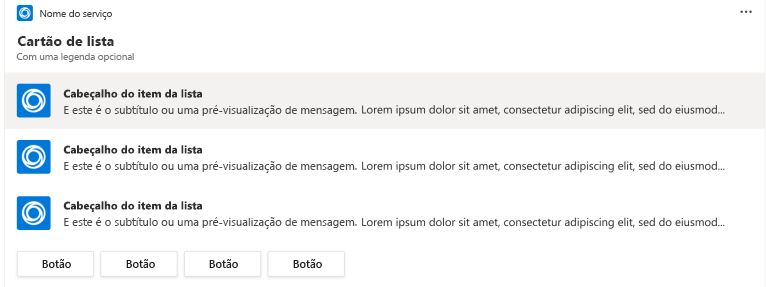 Nome do serviço
Cartão de lista
Com uma legenda opcional
Cabeçalho do item da lista
E este é o subtítulo ou uma pré-visualização de mensagem. Lorem ipsum dolor sit amet, consectetur adipiscing elit, sed do eiusmod...
Cabeçalho do item da lista
E este é o subtítulo ou uma pré-visualização de mensagem. Lorem ipsum dolor sit amet, consectetur adipiscing elit, sed do eiusmod...
Cabeçalho do item da lista
E este é o subtítulo ou uma pré-visualização de mensagem. Lorem ipsum dolor sit amet, consectetur adipiscing elit, sed do eiusmod...
Botão Botão Botão Botão